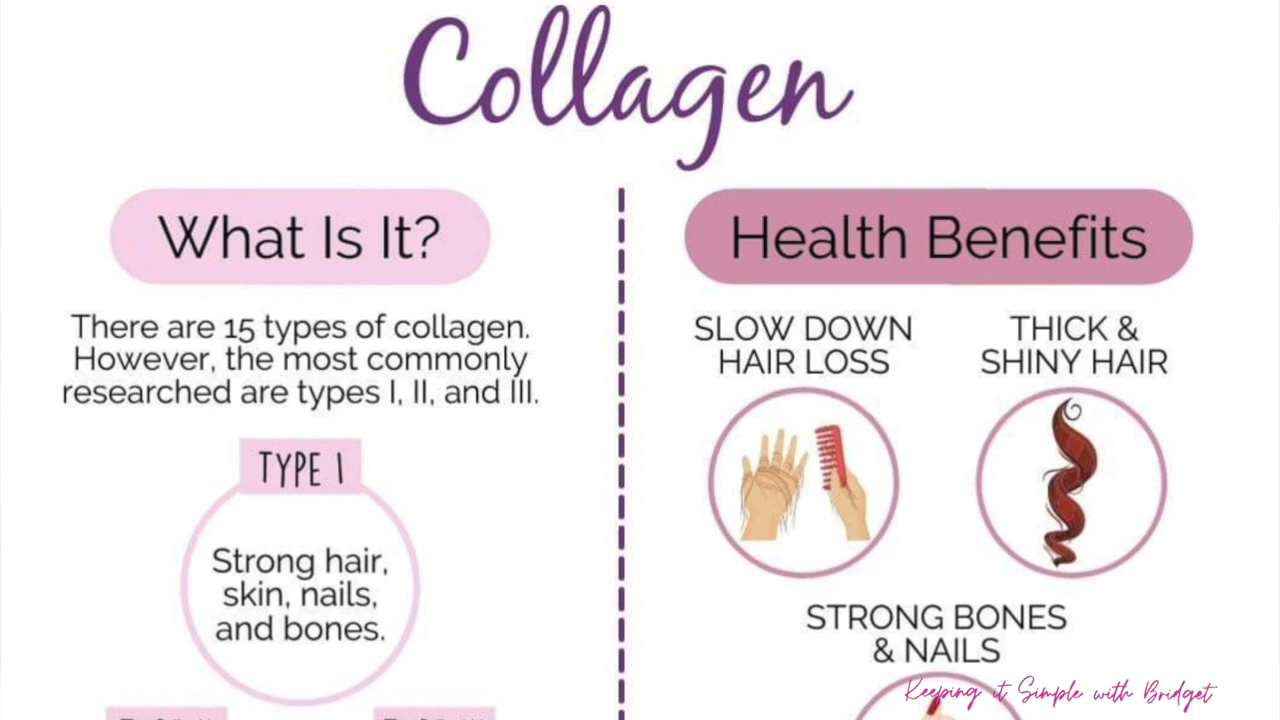 Collagen
What Is It?
There are 15 types of collagen.
However, the most commonly
researched are types I, II, and III.
TYPE I
Strong hair,
skin, nails,
and bones.
Health Benefits
SLOW DOWN
HAIR LOSS
THICK &
SHINY HAIR
STRONG BONES
& NAILS
Keeping it Simple with Bridget